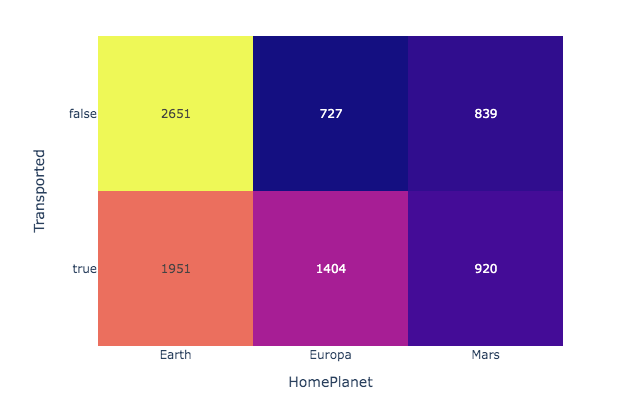 false
2651
727
839
Transported
true
1951
1404
920
Earth
Europa
Mars
HomePlanet